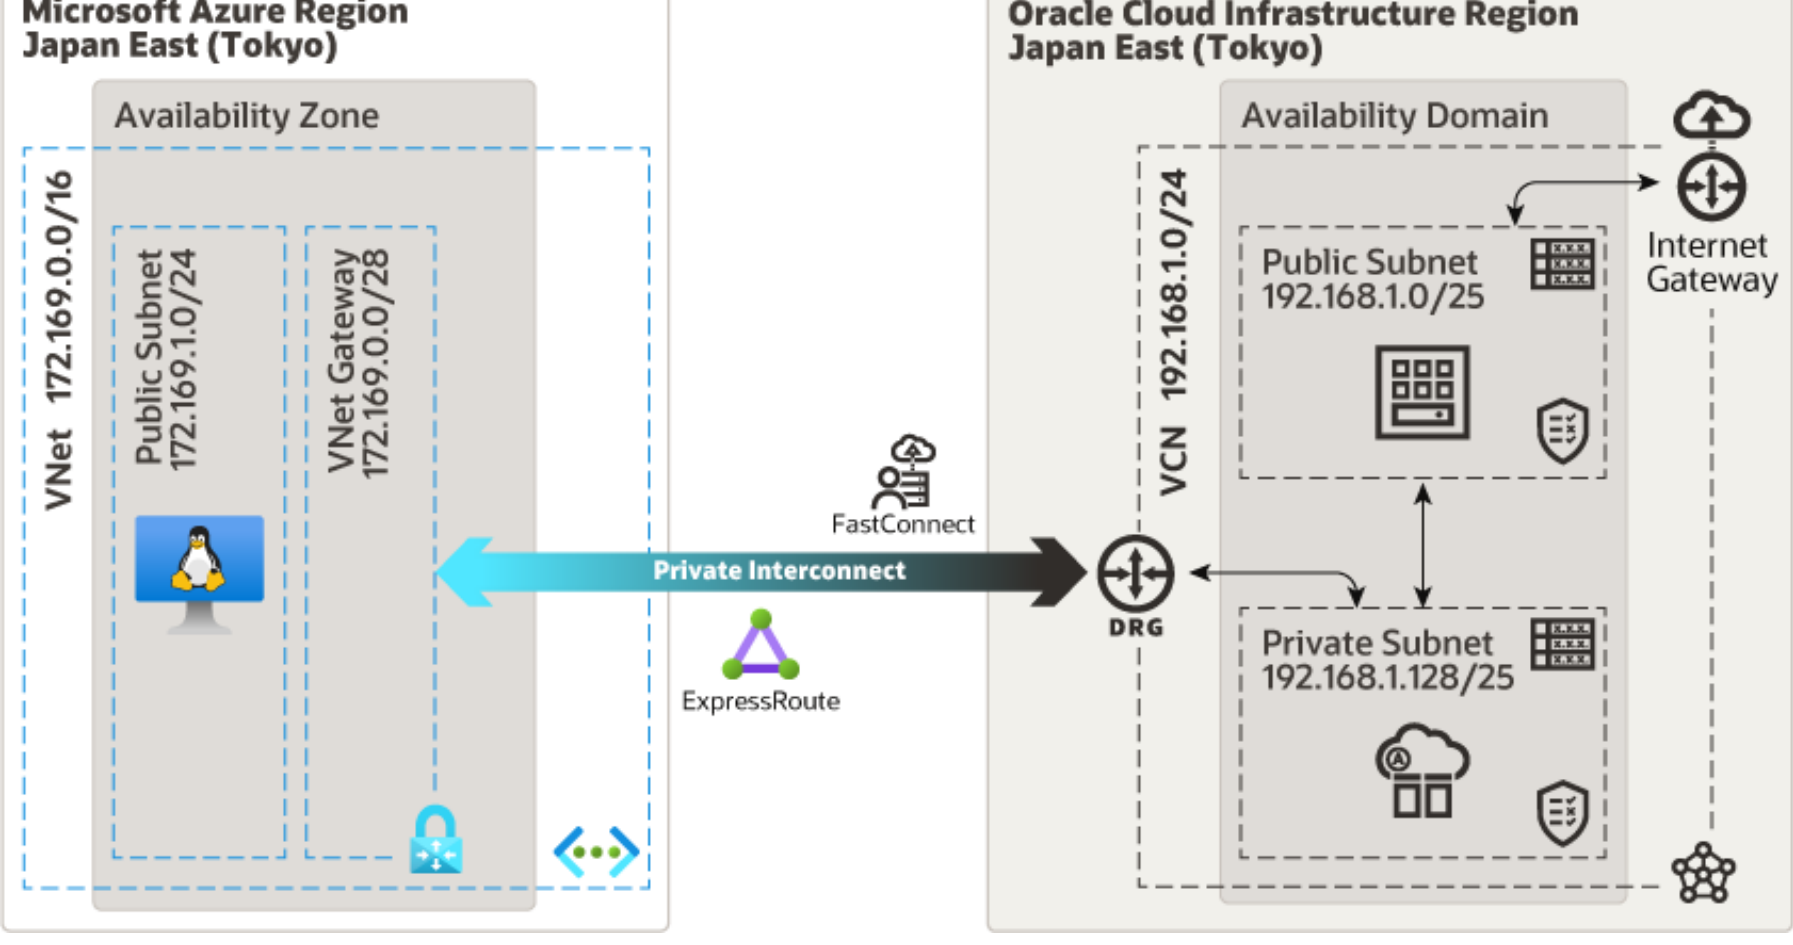 Microsoft Azure Region
Japan East (Tokyo)
Availability Zone
VNet 172.169.0.0/16
Public Subnet
172.169.1.0/24
VNet Gateway
172.169.0.0/28
FastConnect
Private Interconnect
ExpressRoute
Oracle Cloud Infrastructure Region
Japan East (Tokyo)
Availability Domain
VCN 192.168.1.0/24
Public Subnet
192.168.1.0/25
Internet
Gateway
DRG
Private Subnet
192.168.1.128/25
A